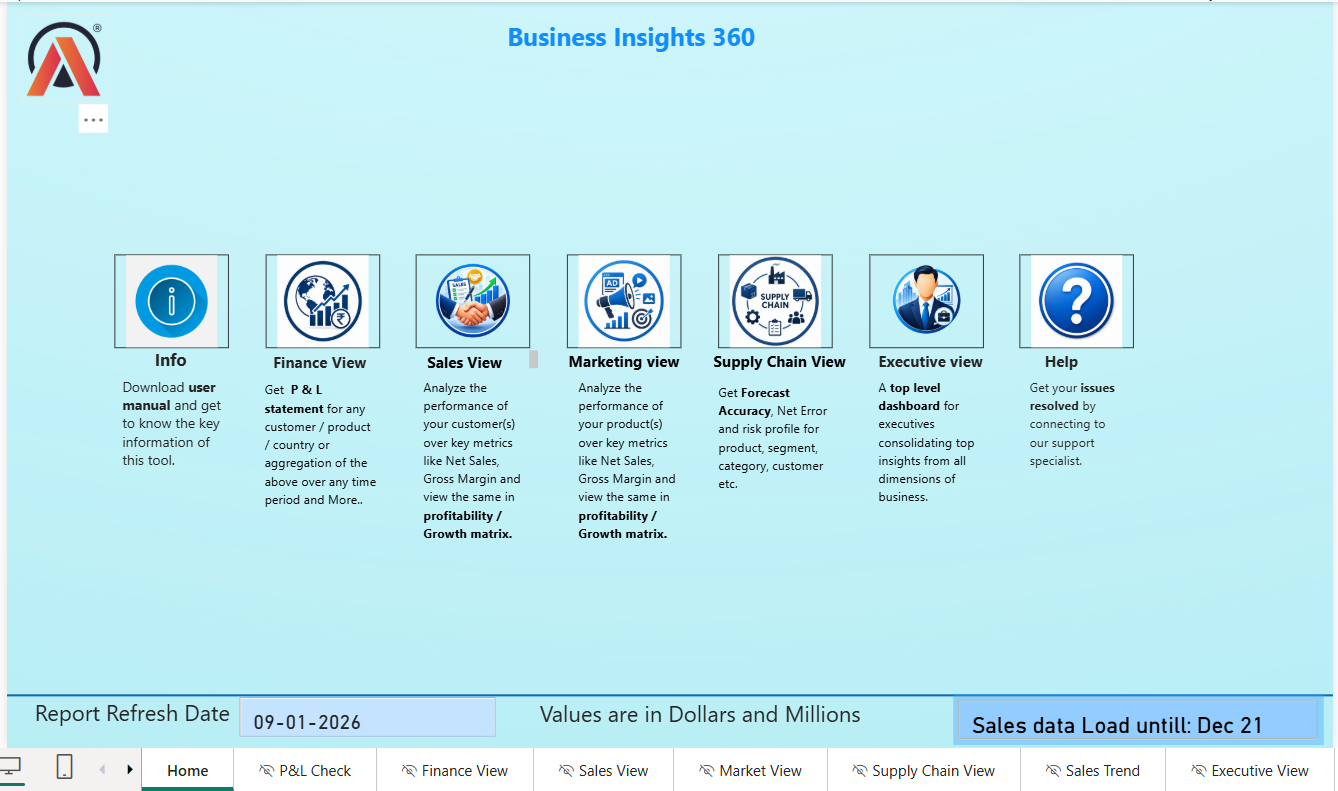 ®
Business Insights 360
...
i
SALES
AD
SUPPLY
CHAIN
?
Info
Download user
manual and get
to know the key
information of
this tool.
Finance View
Get P & L
statement for any
customer / product
/ country or
aggregation of the
above over any time
period and More..
Sales View
Analyze the
performance of
your customer(s)
over key metrics
like Net Sales,
Gross Margin and
view the same in
profitability /
Growth matrix.
Marketing view
Analyze the
performance of
your product(s)
over key metrics
like Net Sales,
Gross Margin and
view the same in
profitability /
Growth matrix.
Supply Chain View
Get Forecast
Accuracy, Net Error
and risk profile for
product, segment,
category, customer
etc.
Executive view
A top level
dashboard for
executives
consolidating top
insights from all
dimensions of
business.
Help
Get your issues
resolved by
connecting to
our support
specialist.
Report Refresh Date 09-01-2026 Values are in Dollars and Millions Sales data Load untill: Dec 21
Home P&L Check Finance View Sales View Market View Supply Chain View Sales Trend Executive View